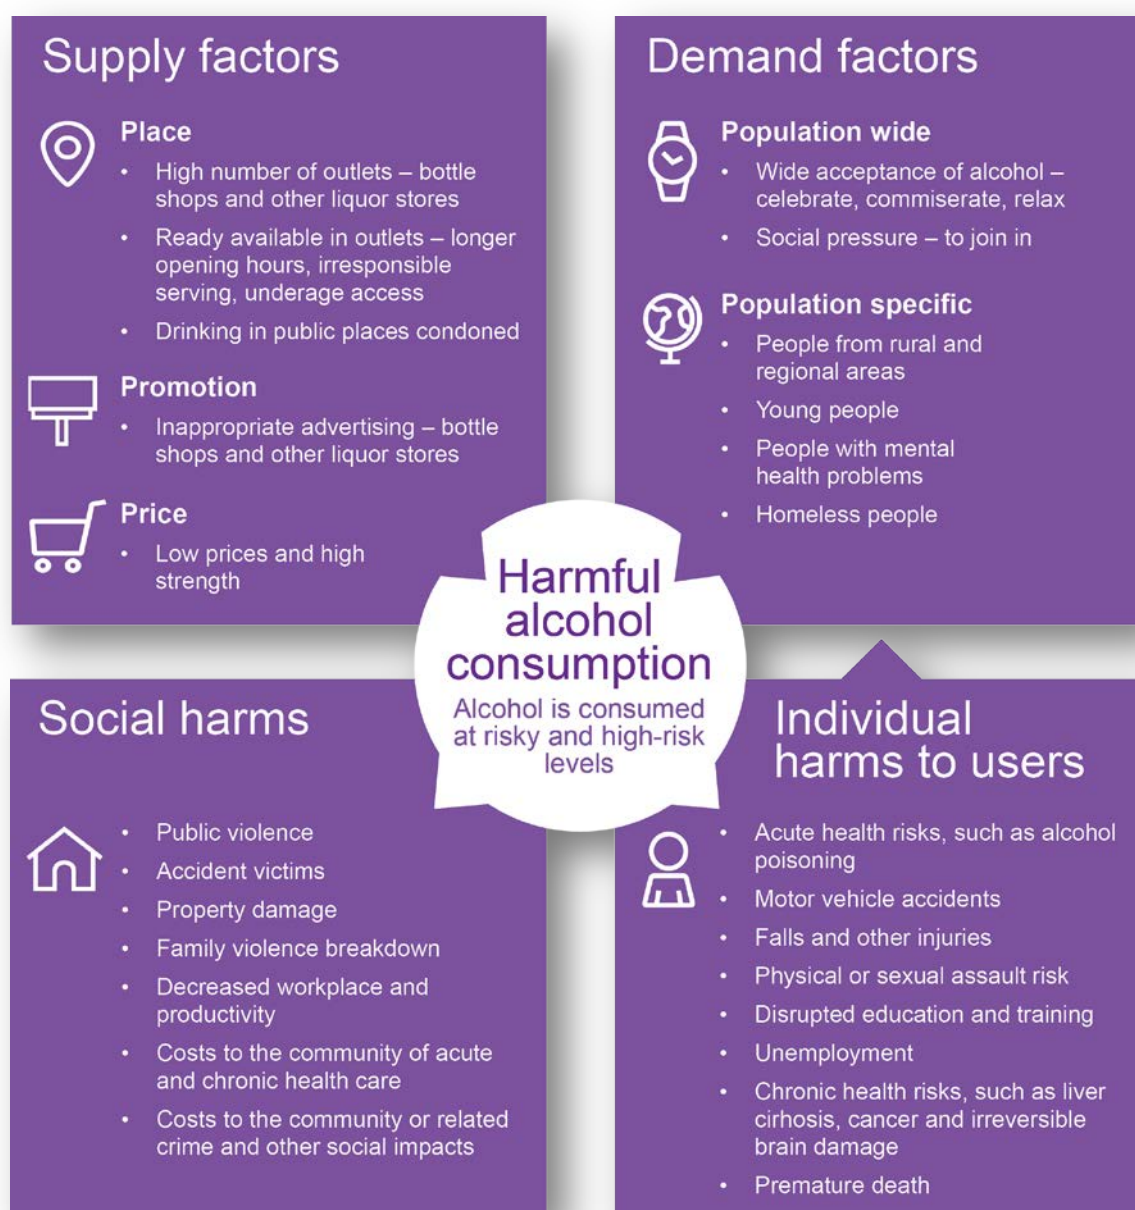 Supply factors
Place
• High number of outlets – bottle
shops and other liquor stores
• Ready available in outlets – longer
opening hours, irresponsible
serving, underage access
• Drinking in public places condoned
Promotion
• Inappropriate advertising – bottle
shops and other liquor stores
Price
• Low prices and high
strength
Demand factors
Population wide
• Wide acceptance of alcohol –
celebrate, commiserate, relax
• Social pressure – to join in
Population specific
• People from rural and
regional areas
• Young people
• People with mental
health problems
• Homeless people
Harmful
alcohol
consumption
Alcohol is consumed
at risky and high-risk
levels
Social harms
• Public violence
• Accident victims
• Property damage
• Family violence breakdown
• Decreased workplace and
productivity
• Costs to the community of acute
and chronic health care
• Costs to the community or related
crime and other social impacts
Individual
harms to users
• Acute health risks, such as alcohol
poisoning
• Motor vehicle accidents
• Falls and other injuries
• Physical or sexual assault risk
• Disrupted education and training
• Unemployment
• Chronic health risks, such as liver
cirhosis, cancer and irreversible
brain damage
• Premature death